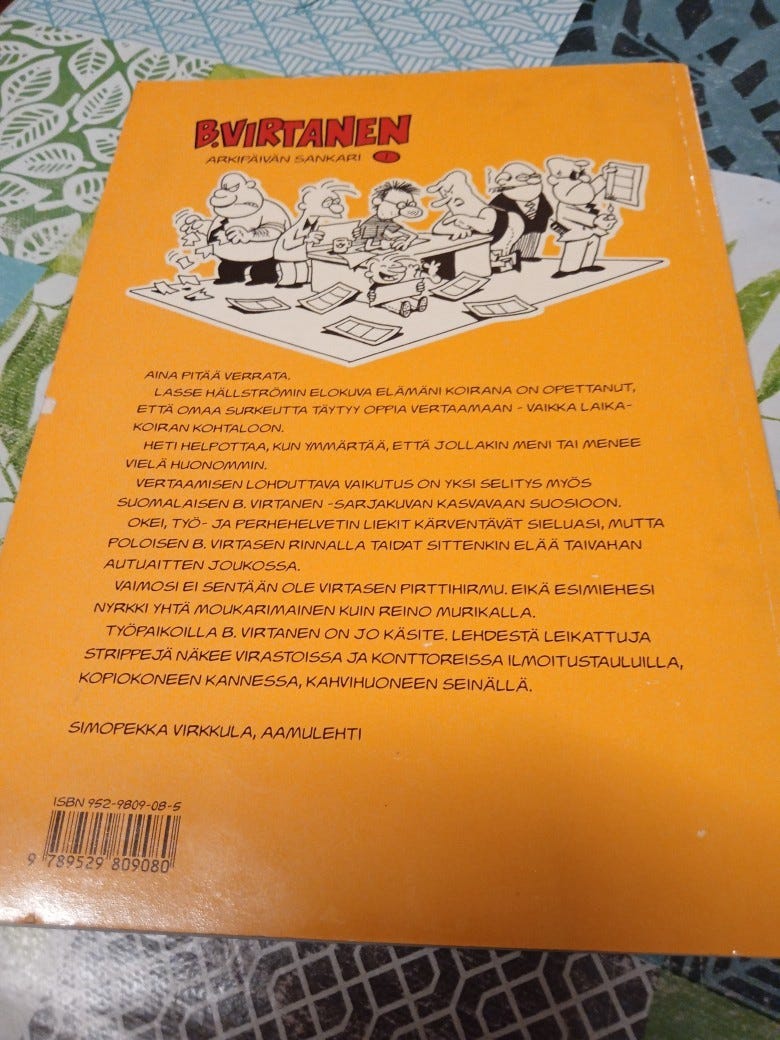 B.VIRTANEN
ARKIPÄIVÄN SANKARI 1
AINA PITÄÄ VERRATA.
LASSE HÄLLSTRÖMIN ELOKUVA ELÄMÄNI KOIRANA ON OPETTANUT,
ETTÄ OMAA SURKEUTTA TÄYTYY OPPIA VERTAAMAAN - VAIKKA LAIKA-
KOIRAN KOHTALOON.
HETI HELPOTTAA, KUN YMMÄRTÄÄ, ETTÄ JOLLAKIN MENI TAI MENEE
VIELÄ HUONOMMIN.
VERTAAMISEN LOHDUTTAVA VAIKUTUS ON YKSI SELITYS MYÖS
SUOMALAISEN B. VIRTANEN -SARJAKUVAN KASVAVAAN SUOSIOON.
OKEI, TYÖ- JA PERHEHELVETIN LIEKIT KÄRVENTÄVÄT SIELUASI, MUTTA
POLOISEN B. VIRTASEN RINNALLA TAIDAT SITTENKIN ELÄÄ TAIVAHAN
AUTUAITTEN JOUKOSSA.
VAIMOSI EI SENTÄÄN OLE VIRTASEN PIRTTIHIRMU. EIKÄ ESIMIEHESI
NYRKKI YHTÄ MOUKARIMAINEN KUIN REINO MURIKALLA.
TYÖPAIKOILLA B. VIRTANEN ON JO KÄSITE. LEHDESTÄ LEIKATTUJA
STRIPPEJÄ NÄKEE VIRASTOISSA JA KONTTOREISSA ILMOITUSTAULUILLA,
KOPIOKONEEN KANNESSA, KAHVIHUONEEN SEINÄLLÄ.
SIMOPEKKA VIRKKULA, AAMULEHTI
ISBN 952-9809-08-5
9 789529 809080